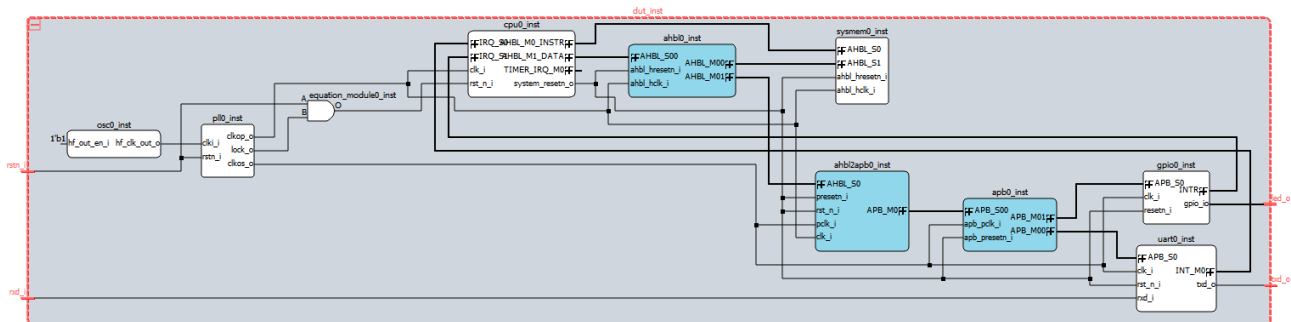 dut_inst
cpu0_inst
IRQ_S0
AHBL_M0_INSTR
IRQ_S1
AHBL_M1_DATA
clk_i
TIMER_IRQ_M0
rst_n_i
system_resetn_o
ahbl0_inst
AHBL_S00
AHBL_M00
ahbl_hresetn_i
AHBL_M01
ahbl_hclk_i
sysmem0_inst
AHBL_S0
AHBL_S1
ahbl_hresetn_i
ahbl_hclk_i
equation_module0_inst
A
B
O
osc0_inst
1'b1
hf_out_en_i
hf_clk_out_o
pll0_inst
clki_i
rstn_i
clkop_o
lock_o
clkos_o
rstn_i
ahbl2apb0_inst
AHBL_S0
presetn_i
rst_n_i
APB_M0
pclk_i
clk_i
apb0_inst
APB_S00
APB_M01
apb_pclk_i
APB_M00
apb_presetn_i
gpio0_inst
APB_S0
INTR
clk_i
gpio_io
resetn_i
led_o
uart0_inst
APB_S0
clk_i
INT_M0
rst_n_i
txd_o
rxd_i
txd_o
rxd_i